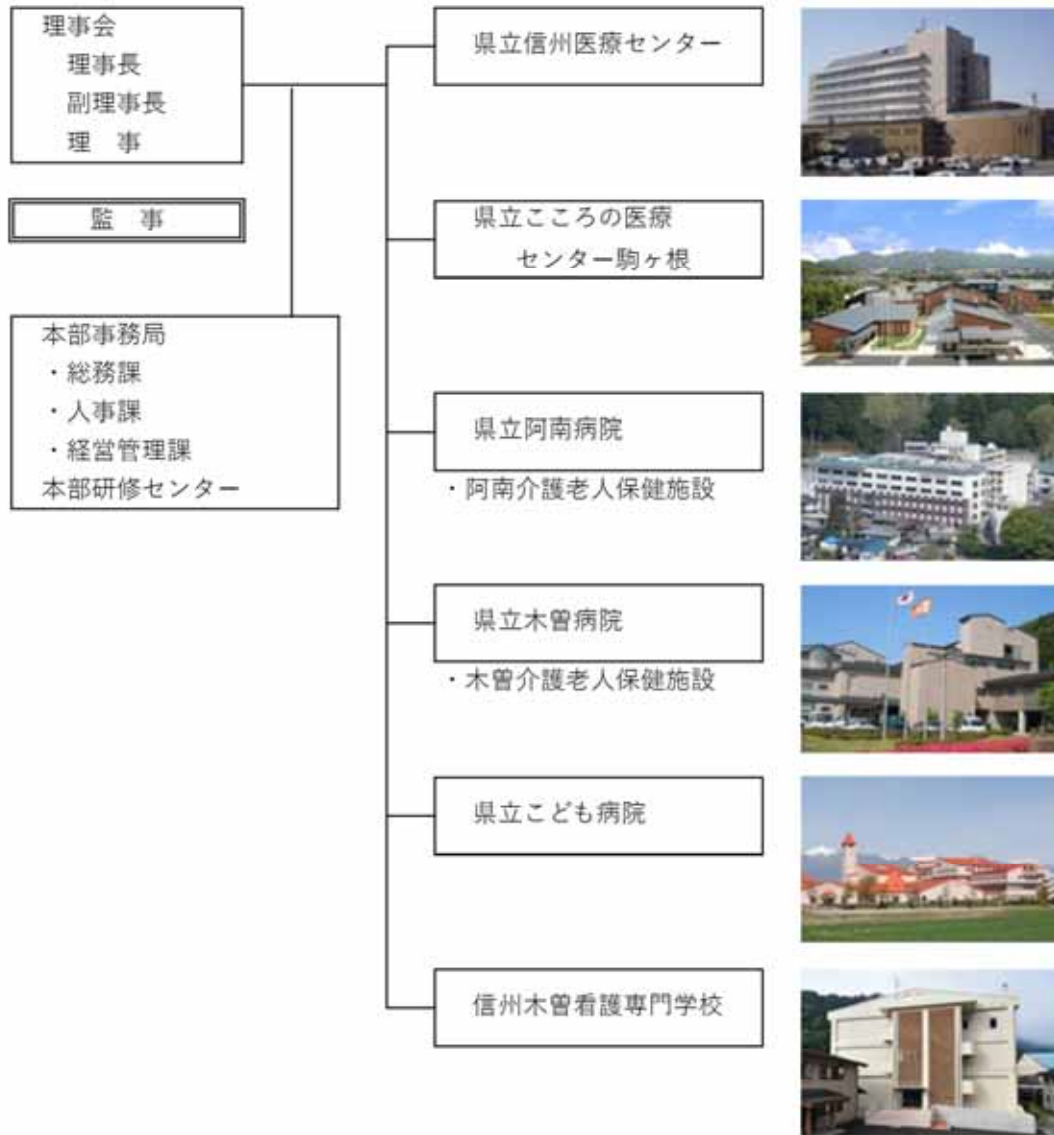 理事会
理事長
副理事長
理　事
監　事
本部事務局
・総務課
・人事課
・経営管理課
本部研修センター
県立信州医療センター
県立こころの医療
センター駒ヶ根
県立阿南病院
・阿南介護老人保健施設
県立木曽病院
・木曽介護老人保健施設
県立こども病院
信州木曽看護専門学校